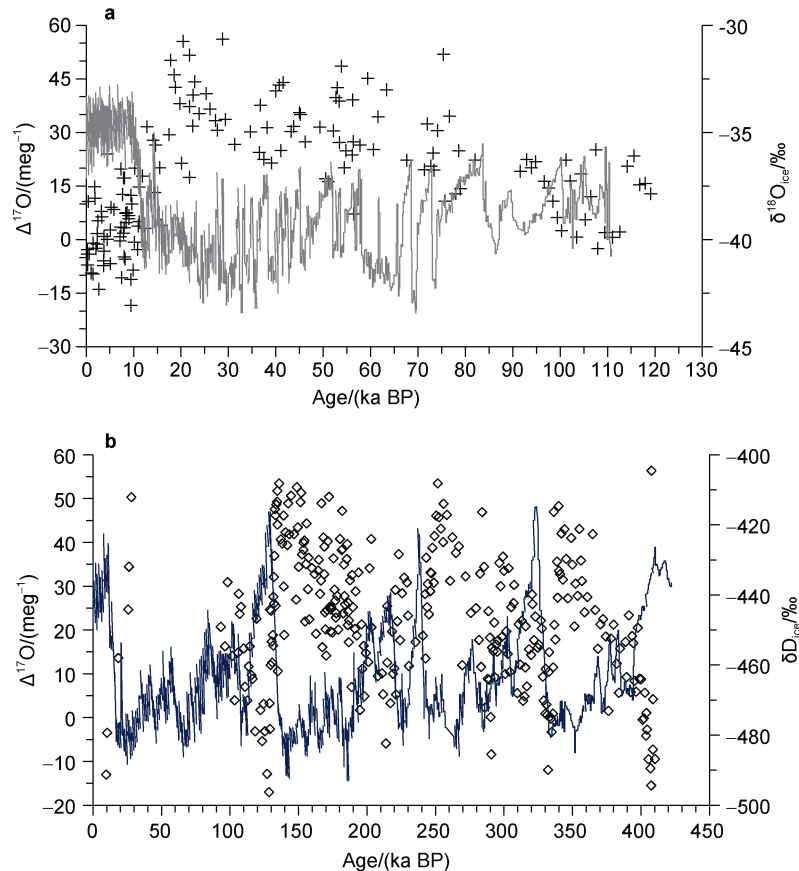 a
60
45
30
15
0
−15
−30
Δ¹⁷O/(meg⁻¹)
-30
−35
−40
−45
δ¹⁸Oᵢcₑ/‰
0 10 20 30 40 50 60 70 80 90 100 110 120 130
Age/(ka BP)
b
60
50
40
30
20
10
0
−10
−20
Δ¹⁷O/(meg⁻¹)
−400
−420
−440
−460
−480
−500
δDᵢcₑ/‰
0 50 100 150 200 250 300 350 400 450
Age/(ka BP)